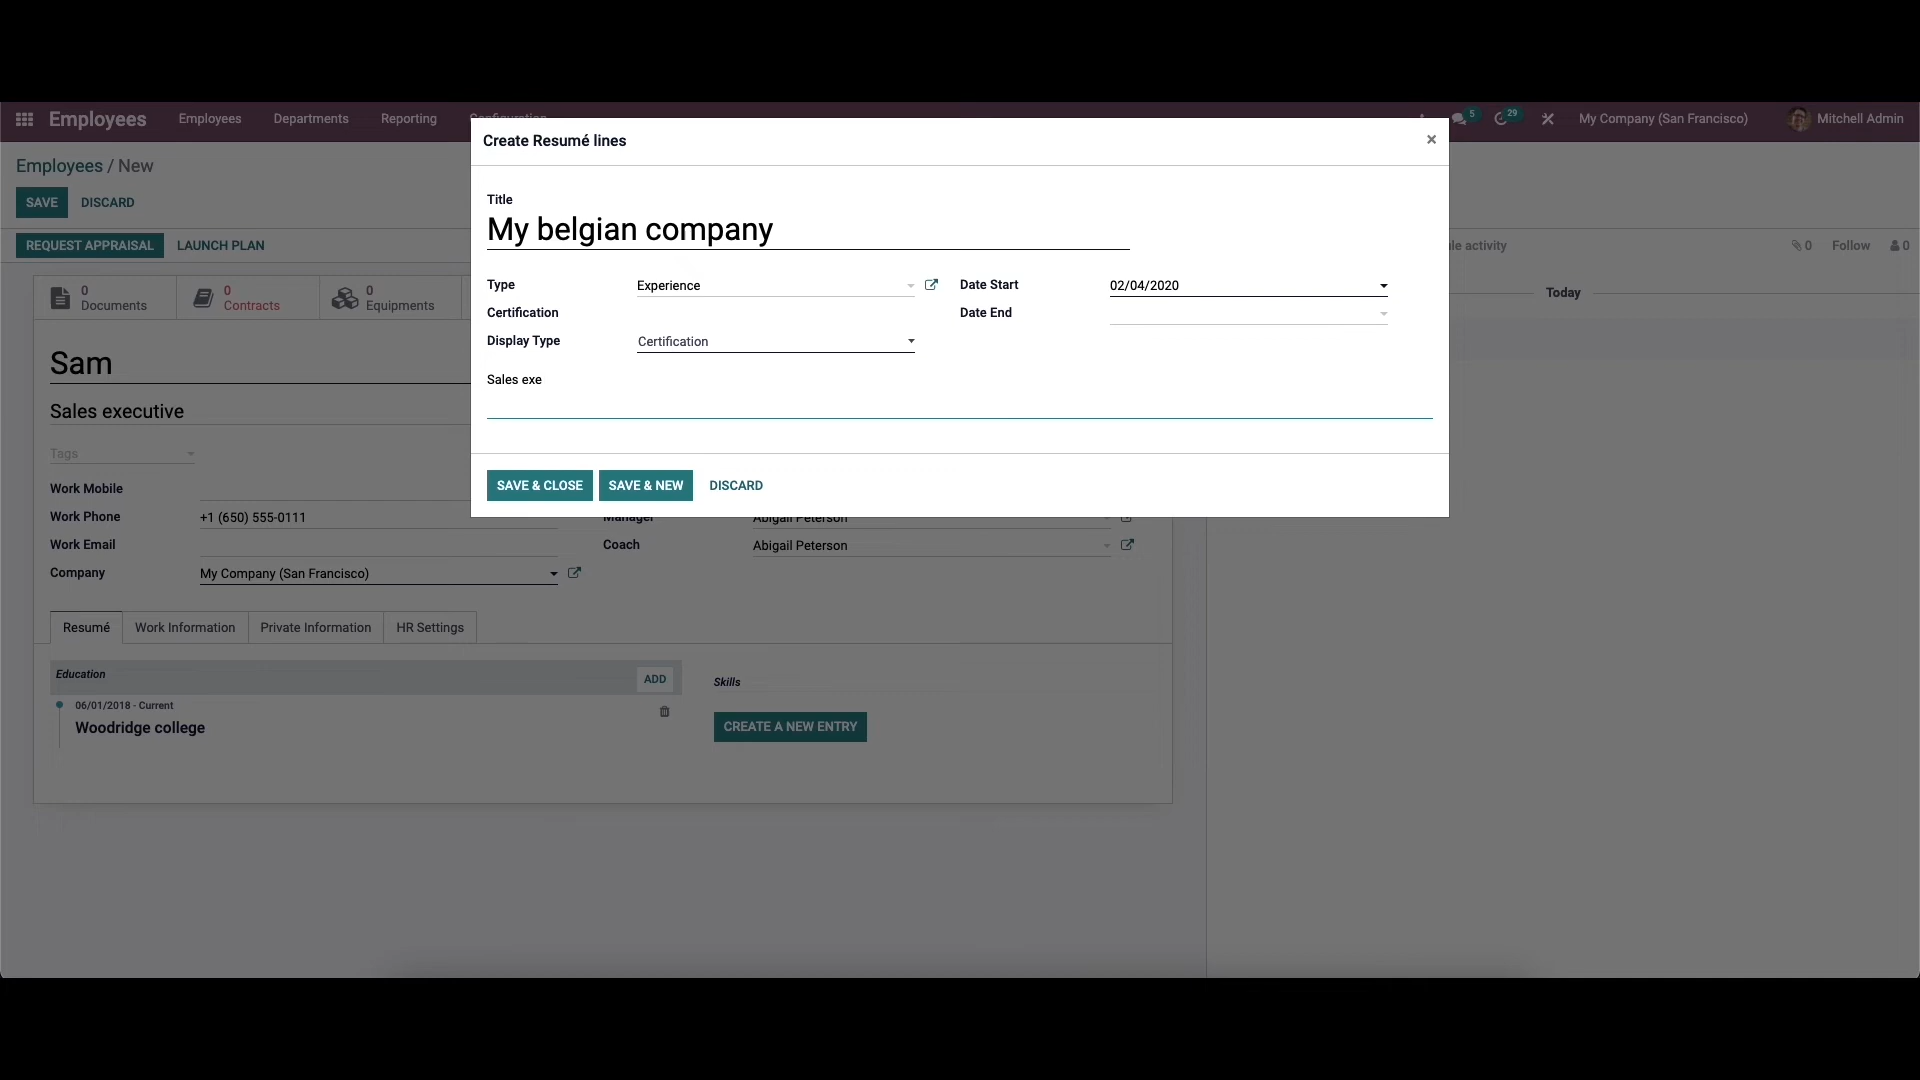 Employees Employees Departments Reporting Configuration 5 29 My Company (San Francisco) Mitchell Admin
Create Resumé lines ×
Employees / New
SAVE DISCARD
Title
My belgian company
REQUEST APPRAISAL LAUNCH PLAN
le activity 0 Follow 0
Type Experience Date Start 02/04/2020
0 Documents 0 Contracts 0 Equipments
Today
Certification Date End
Display Type Certification
Sam
Sales exe
Sales executive
Tags
SAVE & CLOSE SAVE & NEW DISCARD
Work Mobile
Work Phone +1 (650) 555-0111 Manager Abigail Peterson
Work Email Coach Abigail Peterson
Company My Company (San Francisco)
Resumé Work Information Private Information HR Settings
Education ADD Skills
06/01/2018 - Current
Woodridge college
CREATE A NEW ENTRY